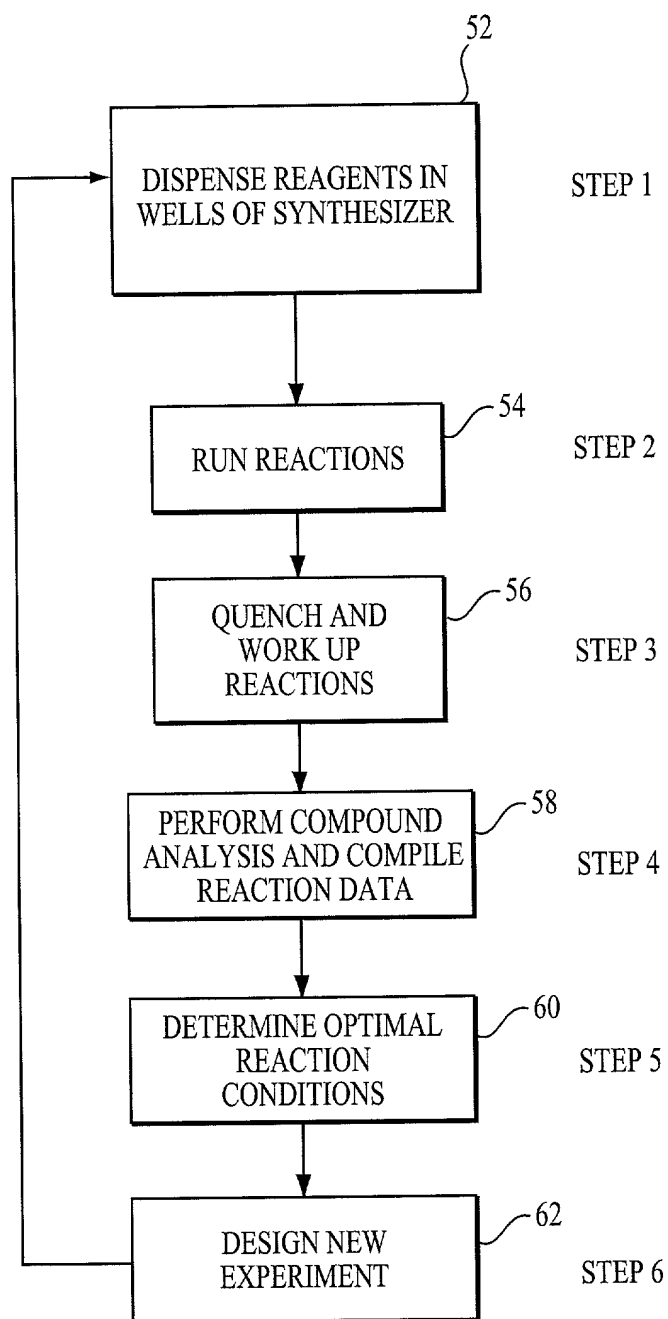 52
DISPENSE REAGENTS IN
WELLS OF SYNTHESIZER
STEP 1
54
RUN REACTIONS
STEP 2
56
QUENCH AND
WORK UP
REACTIONS
STEP 3
58
PERFORM COMPOUND
ANALYSIS AND COMPILE
REACTION DATA
STEP 4
60
DETERMINE OPTIMAL
REACTION
CONDITIONS
STEP 5
62
DESIGN NEW
EXPERIMENT
STEP 6